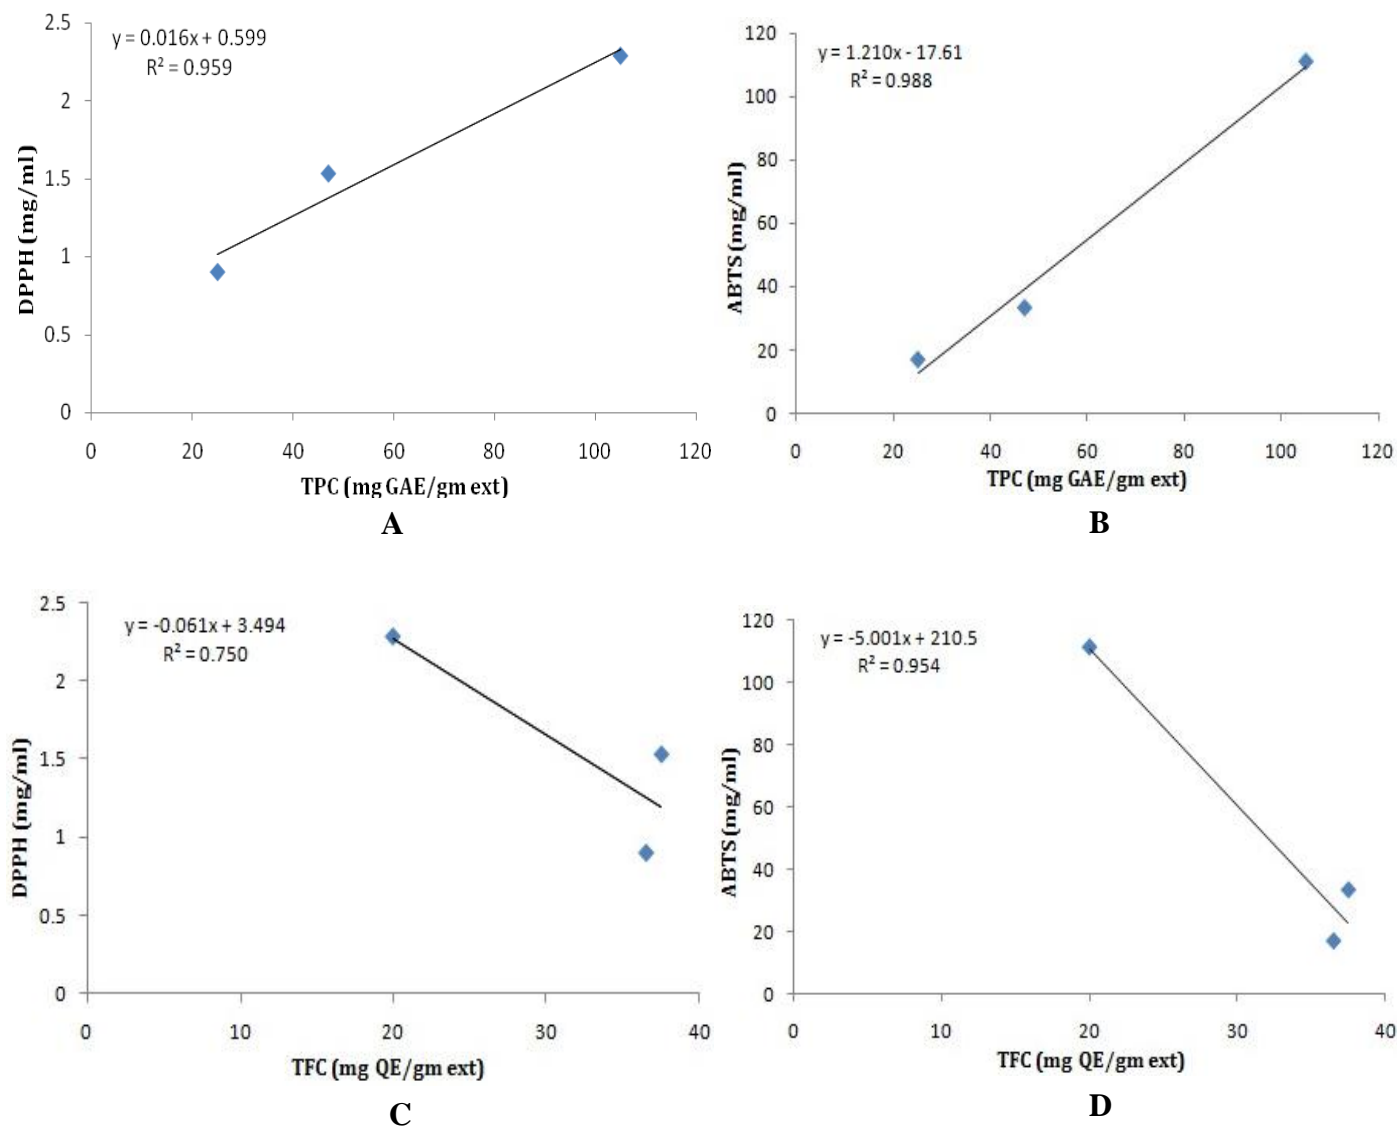 2.5
y = 0.016x + 0.599
R² = 0.959
2
1.5
1
0.5
0
DPPH (mg/ml)
0 20 40 60 80 100 120
TPC (mg GAE/gm ext)
A
120
y = 1.210x - 17.61
R² = 0.988
100
80
60
40
20
0
ABTS (mg/ml)
0 20 40 60 80 100 120
TPC (mg GAE/gm ext)
B
2.5
y = -0.061x + 3.494
R² = 0.750
2
1.5
1
0.5
0
DPPH (mg/ml)
0 10 20 30 40
TFC (mg QE/gm ext)
C
120
y = -5.001x + 210.5
R² = 0.954
100
80
60
40
20
0
ABTS (mg/ml)
0 10 20 30 40
TFC (mg QE/gm ext)
D